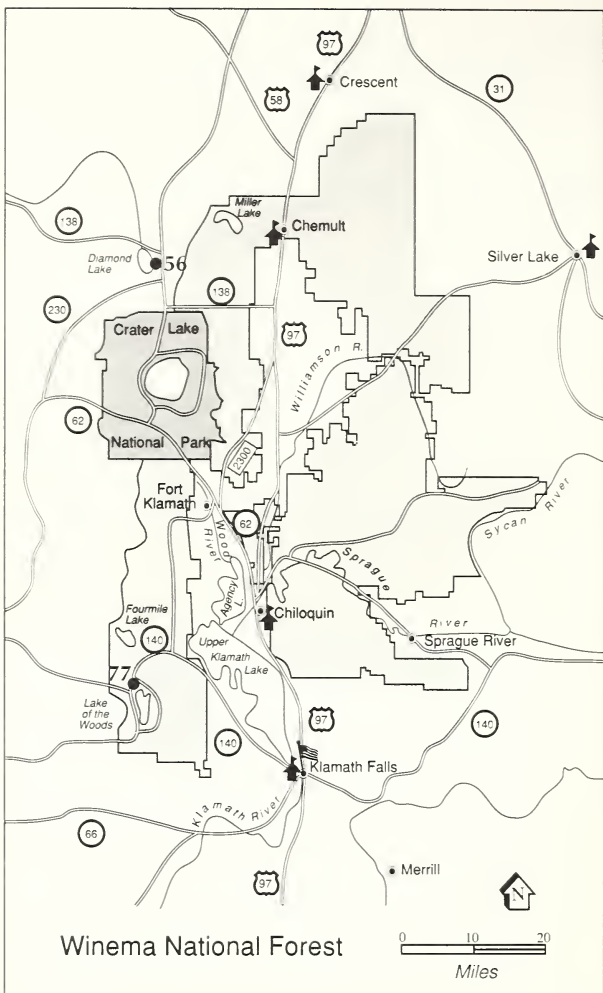 97
Crescent
58
31
Miller
Lake
138
Chemult
Silver Lake
Diamond
Lake
56
138
230
97
Crater Lake
Williamson R.
62
National Park
2300
Fort
Klamath
Wood
River
62
Sycan River
Sprague
Agency
L.
Fourmile
Lake
Chiloquin
River
140
Upper
Klamath
Lake
Sprague River
77
Lake
of the
Woods
97
140
140
Klamath Falls
Klamath River
66
97
Merrill
N
Winema National Forest
0 10 20
Miles